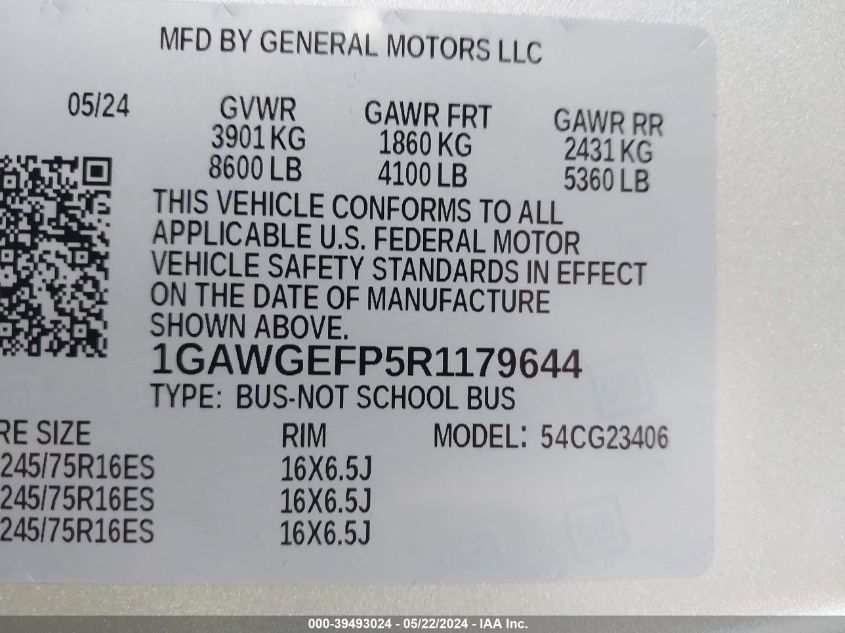 MFD BY GENERAL MOTORS LLC
05/24 GVWR GAWR FRT GAWR RR
3901 KG 1860 KG 2431 KG
8600 LB 4100 LB 5360 LB
THIS VEHICLE CONFORMS TO ALL
APPLICABLE U.S. FEDERAL MOTOR
VEHICLE SAFETY STANDARDS IN EFFECT
ON THE DATE OF MANUFACTURE
SHOWN ABOVE.
1GAWGEFP5R1179644
TYPE: BUS-NOT SCHOOL BUS
RE SIZE RIM MODEL: 54CG23406
245/75R16ES 16X6.5J
245/75R16ES 16X6.5J
245/75R16ES 16X6.5J
000-39493024 - 05/22/2024 - IAA Inc.